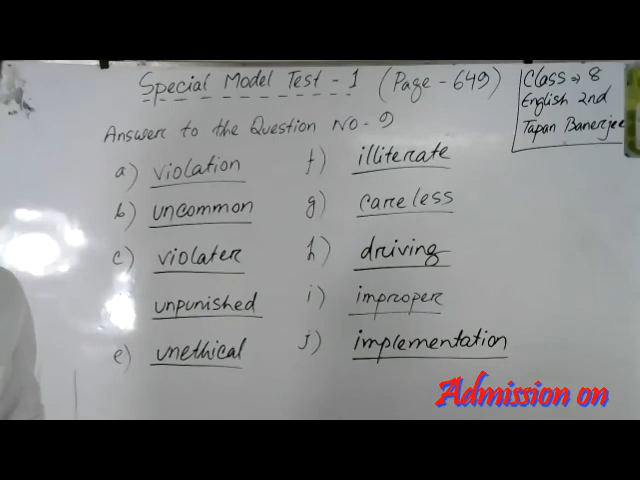 Special Model Test - 1 (Page - 649)
Class ⇒ 8
English 2nd
Tapan Banerjee
Answer to the Question No - 9
a) violation
b) uncommon
c) violater
unpunished
e) unethical
f) illiterate
g) careless
h) driving
i) improper
j) implementation
Admission on